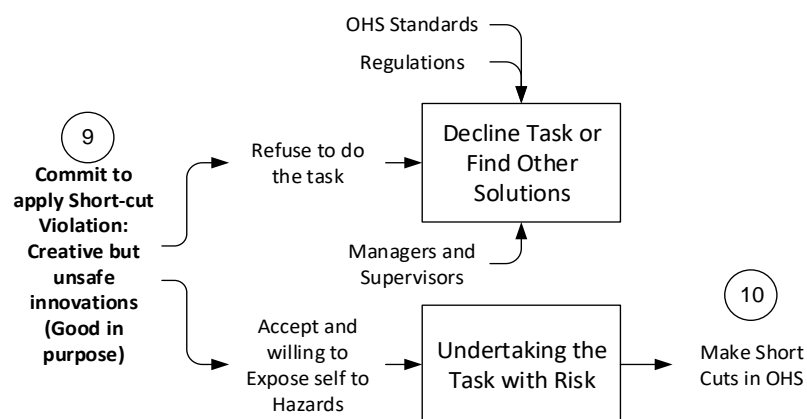 OHS Standards
Regulations
9
Commit to
apply Short-cut
Violation:
Creative but
unsafe
innovations
(Good in
purpose)
Refuse to do
the task
Decline Task or
Find Other
Solutions
Managers and
Supervisors
Accept and
willing to
Expose self to
Hazards
Undertaking the
Task with Risk
10
Make Short
Cuts in OHS